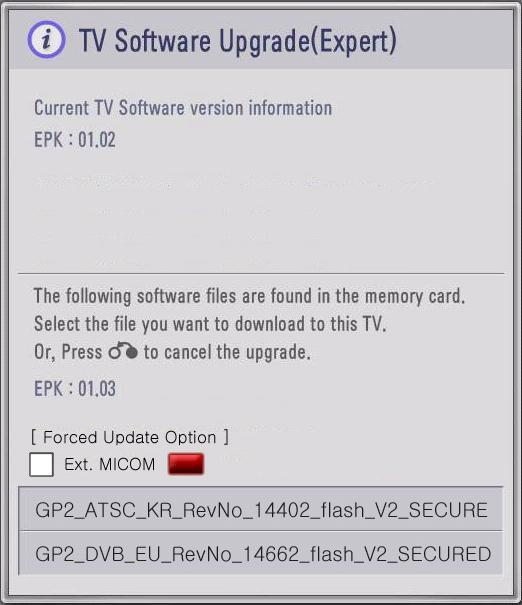 i TV Software Upgrade(Expert)
Current TV Software version information
EPK : 01.02
The following software files are found in the memory card.
Select the file you want to download to this TV.
Or, Press to cancel the upgrade.
EPK : 01.03
[ Forced Update Option ]
Ext. MICOM
GP2_ATSC_KR_RevNo_14402_flash_V2_SECURE
GP2_DVB_EU_RevNo_14662_flash_V2_SECURED